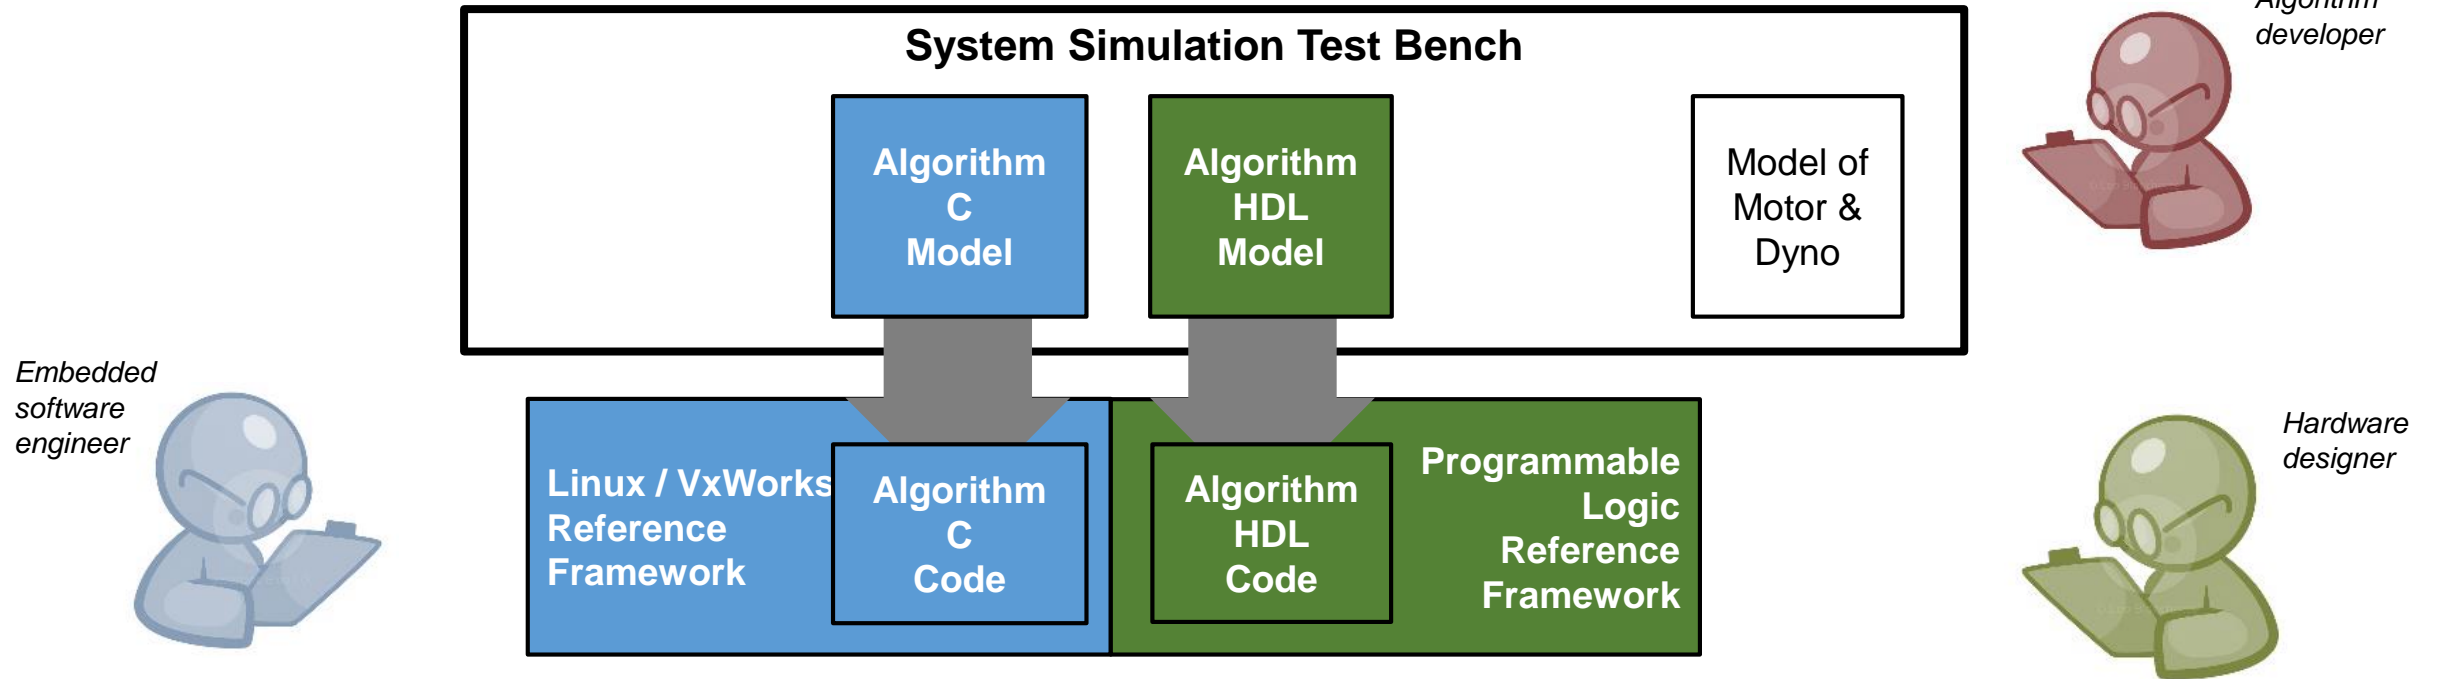 Algorithm
developer
System Simulation Test Bench
Algorithm
C
Model
Algorithm
HDL
Model
Model of
Motor &
Dyno
Embedded
software
engineer
Linux / VxWorks
Reference
Framework
Algorithm
C
Code
Algorithm
HDL
Code
Programmable
Logic
Reference
Framework
Hardware
designer